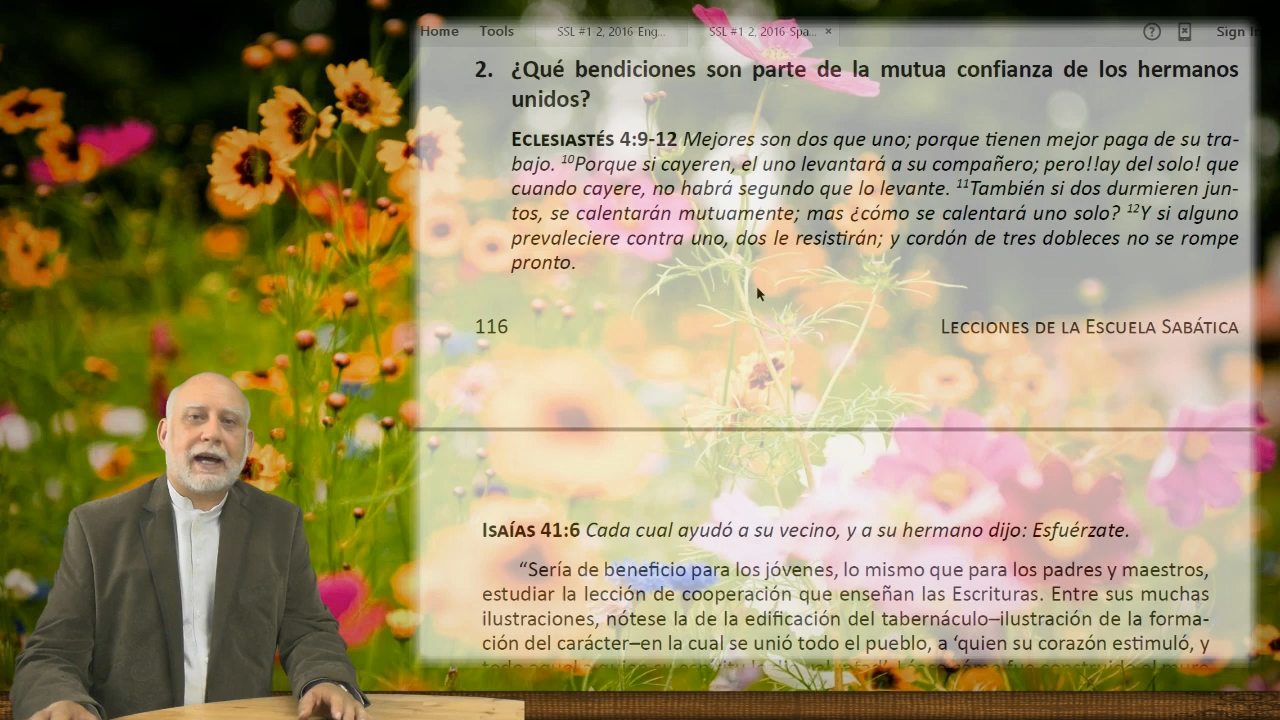 Home Tools SSL #1-2, 2016-Eng... SSL #1-2, 2016-Spa... × ? Sign In
2. ¿Qué bendiciones son parte de la mutua confianza de los hermanos
unidos?
ECLESIASTÉS 4:9-12 Mejores son dos que uno; porque tienen mejor paga de su tra-
bajo. 10Porque si cayeren, el uno levantará a su compañero; pero!!ay del solo! que
cuando cayere, no habrá segundo que lo levante. 11También si dos durmieren jun-
tos, se calentarán mutuamente; mas ¿cómo se calentará uno solo? 12Y si alguno
prevaleciere contra uno, dos le resistirán; y cordón de tres dobleces no se rompe
pronto.
116 LECCIONES DE LA ESCUELA SABÁTICA
ISAÍAS 41:6 Cada cual ayudó a su vecino, y a su hermano dijo: Esfuérzate.
“Sería de beneficio para los jóvenes, lo mismo que para los padres y maestros,
estudiar la lección de cooperación que enseñan las Escrituras. Entre sus muchas
ilustraciones, nótese la de la edificación del tabernáculo–ilustración de la forma-
ción del carácter–en la cual se unió todo el pueblo, a ‘quien su corazón estimuló, y